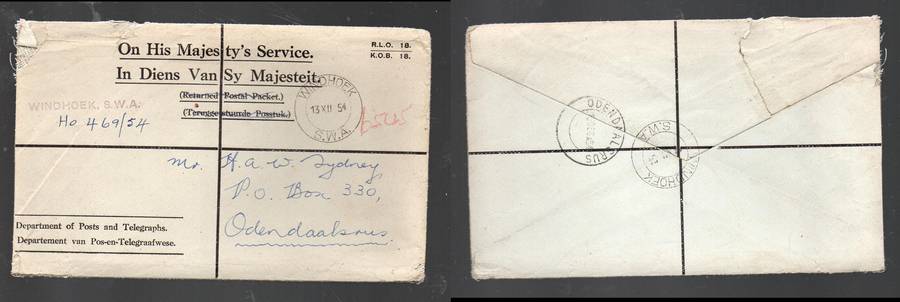 On His Majesty's Service.
In Diens Van Sy Majesteit.
(Returned Postal Packet.)
(Teruggestuurde Posstuk.)
R.L.O. 18.
K.O.B. 18.
WINDHOEK
13 XII 54
S.W.A.
WINDHOEK, S.W.A.
Ho 469/54
Mr. H. A. W. Sydney,
P.O. Box 330,
Odendaalsrus.
Department of Posts and Telegraphs.
Departement van Pos-en-Telegraafwese.
ODENDAALSRUS
WINDHOEK
S.W.A.